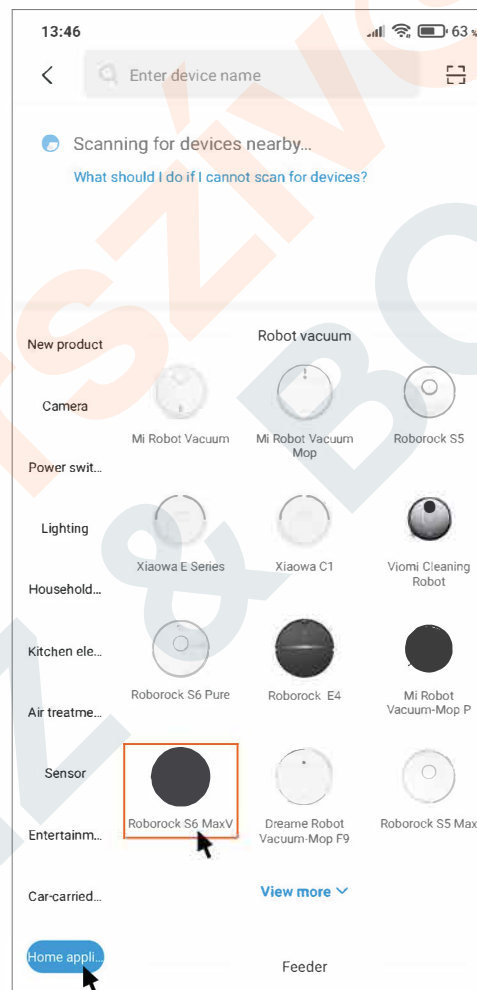 13:46
63 %
Enter device name
Scanning for devices nearby...
What should I do if I cannot scan for devices?
New product
Robot vacuum
Camera
Mi Robot Vacuum
Mi Robot Vacuum
Mop
Roborock S5
Power swit...
Lighting
Xiaowa E Series
Xiaowa C1
Viomi Cleaning
Robot
Household...
Kitchen ele...
Roborock S6 Pure
Roborock E4
Mi Robot
Vacuum-Mop P
Air treatme...
Sensor
Roborock S6 MaxV
Dreame Robot
Vacuum-Mop F9
Roborock S5 Max
Entertainm...
View more
Car-carried...
Home appli...
Feeder